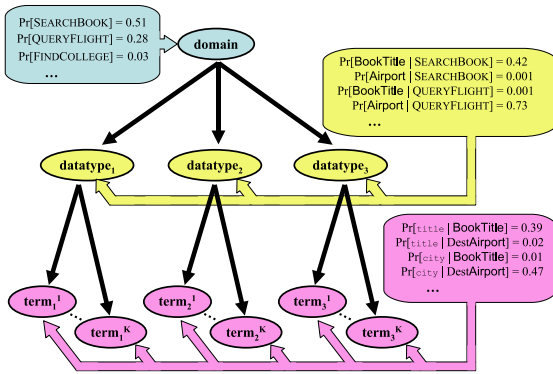 Pr[SEARCHBOOK] = 0.51
Pr[QUERYFLIGHT] = 0.28
Pr[FINDCOLLEGE] = 0.03
...
domain
Pr[BookTitle | SEARCHBOOK] = 0.42
Pr[Airport | SEARCHBOOK] = 0.001
Pr[BookTitle | QUERYFLIGHT] = 0.001
Pr[Airport | QUERYFLIGHT] = 0.73
...
datatype₁
datatype₂
datatype₃
Pr[title | BookTitle] = 0.39
Pr[title | DestAirport] = 0.02
Pr[city | BookTitle] = 0.01
Pr[city | DestAirport] = 0.47
...
term₁¹
term₁ᴷ
term₂¹
term₂ᴷ
term₃¹
term₃ᴷ